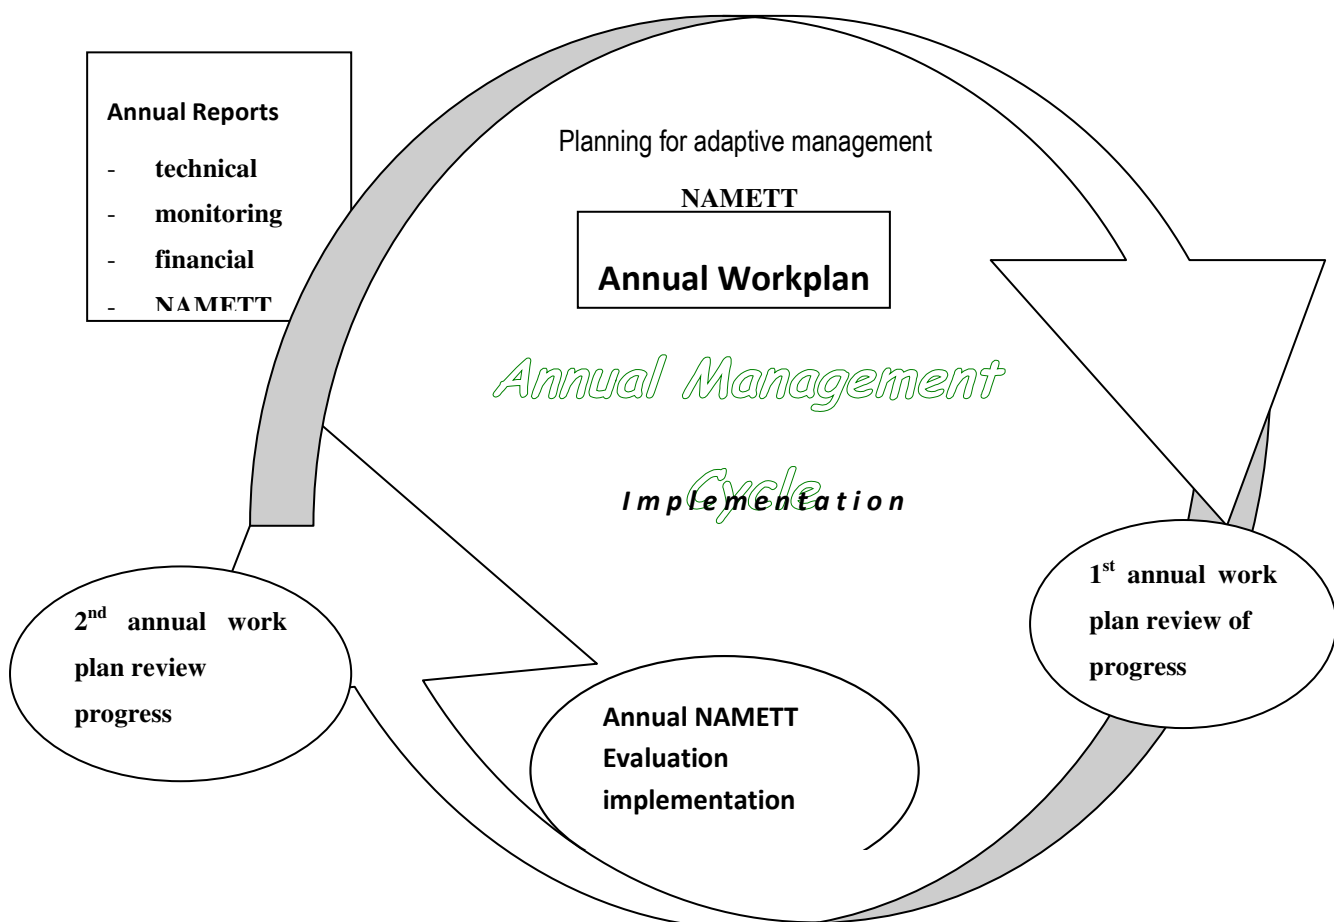 Annual Reports
- technical
- monitoring
- financial
- NAMETT
Planning for adaptive management
NAMETT
Annual Workplan
Annual Management
Cycle
Implementation
1st annual work
plan review of
progress
2nd annual work
plan review
progress
Annual NAMETT
Evaluation
implementation